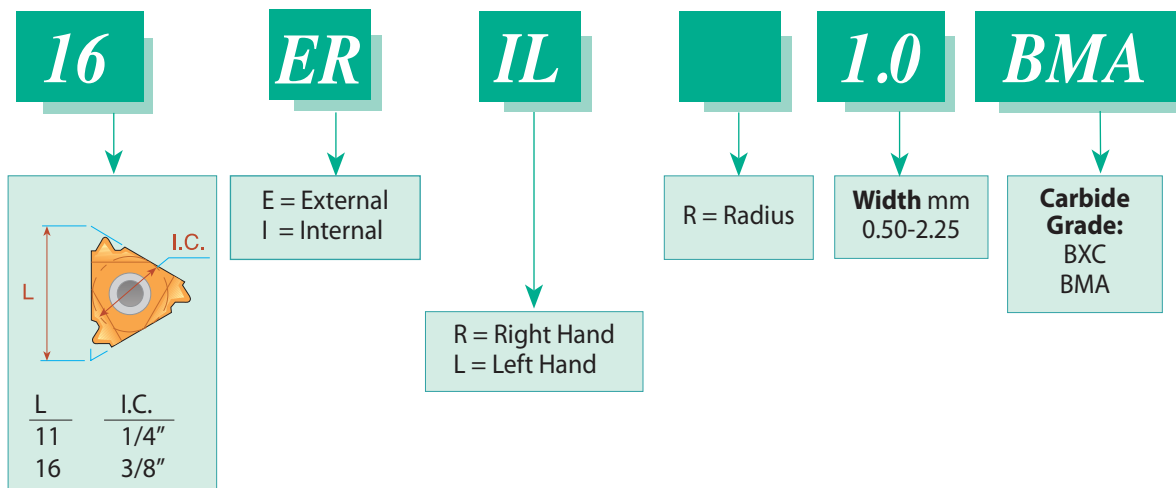 16 ER IL 1.0 BMA
L
I.C.
L I.C.
11 1/4″
16 3/8″
E = External
I = Internal
R = Right Hand
L = Left Hand
R = Radius
Width mm
0.50-2.25
Carbide
Grade:
BXC
BMA